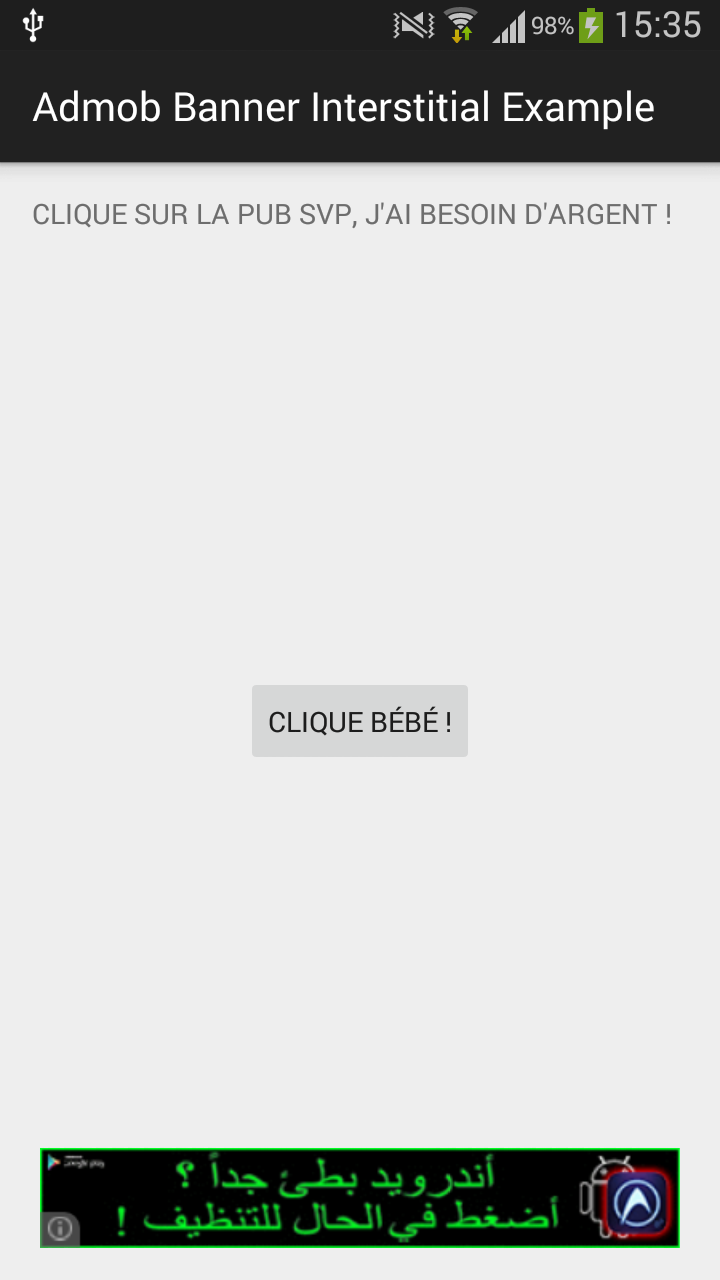 98% 15:35
Admob Banner Interstitial Example
CLIQUE SUR LA PUB SVP, J'AI BESOIN D'ARGENT !
CLIQUE BÉBÉ !
Google play
أندرويد بطئ جداً ؟
أضغط في الحال للتنظيف !